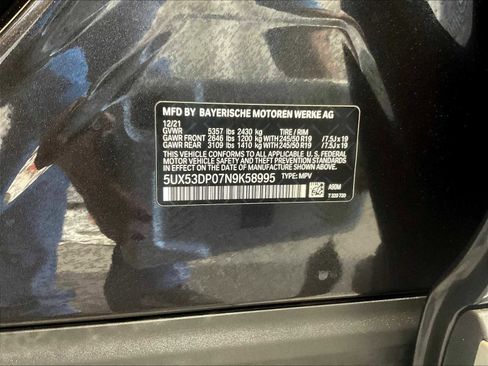 MFD BY BAYERISCHE MOTOREN WERKE AG
12/21
GVWR 5357 lbs 2430 kg TIRE / RIM
GAWR FRONT 2646 lbs 1200 kg WITH 245/50 R19 /7.5J x 19
GAWR REAR 3109 lbs 1410 kg WITH 245/50 R19 /7.5J x 19
THIS VEHICLE CONFORMS TO ALL APPLICABLE U.S. FEDERAL
MOTOR VEHICLE SAFETY AND THEFT PREVENTION
STANDARDS IN EFFECT ON THE DATE OF MANUFACTURE SHOWN ABOVE.
5UX53DP07N9K58995 TYPE: MPV